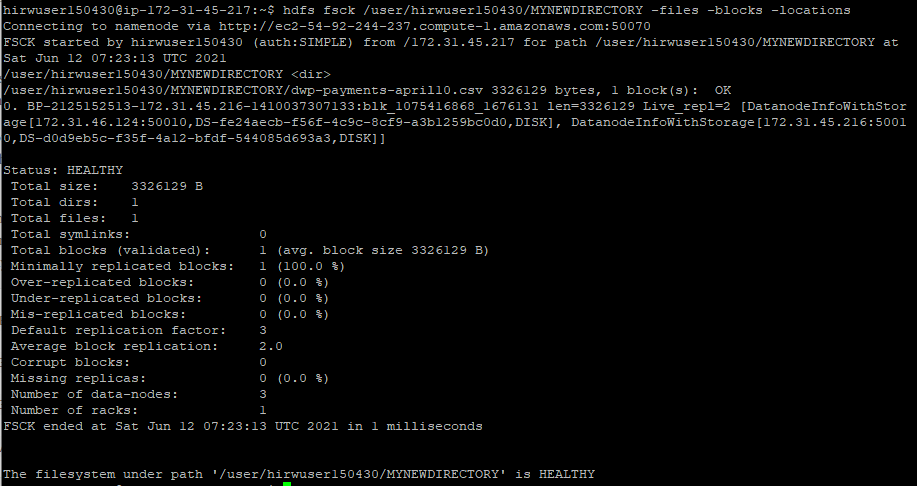 hirwuser150430@ip-172-31-45-217:~$ hdfs fsck /user/hirwuser150430/MYNEWDIRECTORY -files -blocks -locations
Connecting to namenode via http://ec2-54-92-244-237.compute-1.amazonaws.com:50070
FSCK started by hirwuser150430 (auth:SIMPLE) from /172.31.45.217 for path /user/hirwuser150430/MYNEWDIRECTORY at
Sat Jun 12 07:23:13 UTC 2021
/user/hirwuser150430/MYNEWDIRECTORY <dir>
/user/hirwuser150430/MYNEWDIRECTORY/dwp-payments-april10.csv 3326129 bytes, 1 block(s):  OK
0. BP-2125152513-172.31.45.216-1410037307133:blk_1075416868_1676131 len=3326129 Live_repl=2 [DatanodeInfoWithStor
age[172.31.46.124:50010,DS-fe24aecb-f56f-4c9c-8cf9-a3b1259bc0d0,DISK], DatanodeInfoWithStorage[172.31.45.216:5001
0,DS-d0d9eb5c-f35f-4a12-bfdf-544085d693a3,DISK]]
Status: HEALTHY
Total size:    3326129 B
Total dirs:    1
Total files:   1
Total symlinks:                0
Total blocks (validated):      1 (avg. block size 3326129 B)
Minimally replicated blocks:   1 (100.0 %)
Over-replicated blocks:        0 (0.0 %)
Under-replicated blocks:       0 (0.0 %)
Mis-replicated blocks:         0 (0.0 %)
Default replication factor:    3
Average block replication:     2.0
Corrupt blocks:                0
Missing replicas:              0 (0.0 %)
Number of data-nodes:          3
Number of racks:               1
FSCK ended at Sat Jun 12 07:23:13 UTC 2021 in 1 milliseconds
The filesystem under path '/user/hirwuser150430/MYNEWDIRECTORY' is HEALTHY